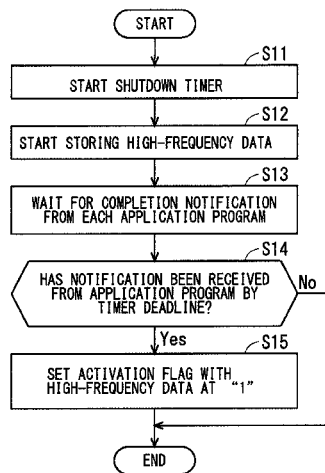 START
S11
START SHUTDOWN TIMER
S12
START STORING HIGH-FREQUENCY DATA
S13
WAIT FOR COMPLETION NOTIFICATION
FROM EACH APPLICATION PROGRAM
S14
HAS NOTIFICATION BEEN RECEIVED
FROM APPLICATION PROGRAM BY
TIMER DEADLINE?
No
Yes
S15
SET ACTIVATION FLAG WITH
HIGH-FREQUENCY DATA AT "1"
END